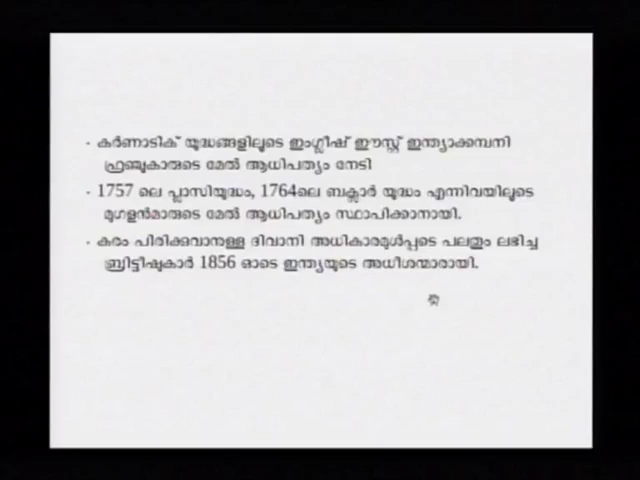 - കർണാടിക് യുദ്ധങ്ങളിലൂടെ ഇംഗ്ലീഷ് ഈസ്റ്റ് ഇന്ത്യാക്കമ്പനി
ഫ്രഞ്ചുകാരുടെ മേൽ ആധിപത്യം നേടി
- 1757 ലെ പ്ലാസിയുദ്ധം, 1764ലെ ബക്സാർ യുദ്ധം എന്നിവയിലൂടെ
മുഗളൻമാരുടെ മേൽ ആധിപത്യം സ്ഥാപിക്കാനായി.
- കരം പിരിക്കുവാനുള്ള ദിവാനി അധികാരമുൾപ്പടെ പലതും ലഭിച്ച
ബ്രിട്ടീഷുകാർ 1856 ഓടെ ഇന്ത്യയുടെ അധീശന്മാരായി.